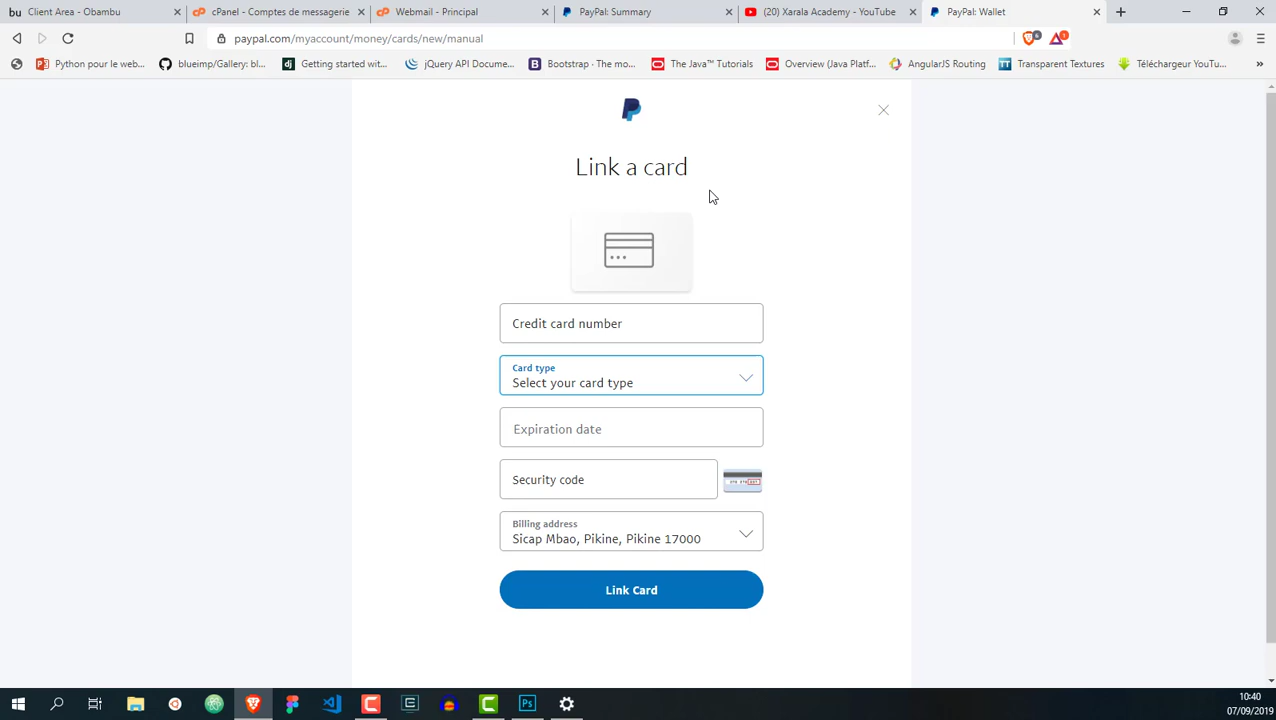 bu Client Area - Obambu
cPanel - Comptes de messagerie
Webmail - Principal
PayPal: Summary
(20) Xarala Academy - YouTube
PayPal: Wallet
paypal.com/myaccount/money/cards/new/manual
Python pour le web...
blueimp/Gallery: bl...
dj Getting started wit...
jQuery API Docume...
B Bootstrap · The mo...
The Java™ Tutorials
Overview (Java Platf...
AngularJS Routing
TT Transparent Textures
Téléchargeur YouTu...
»
Link a card
Credit card number
Card type
Select your card type
Expiration date
Security code
Billing address
Sicap Mbao, Pikine, Pikine 17000
Link Card
Ps
10:40
07/09/2019